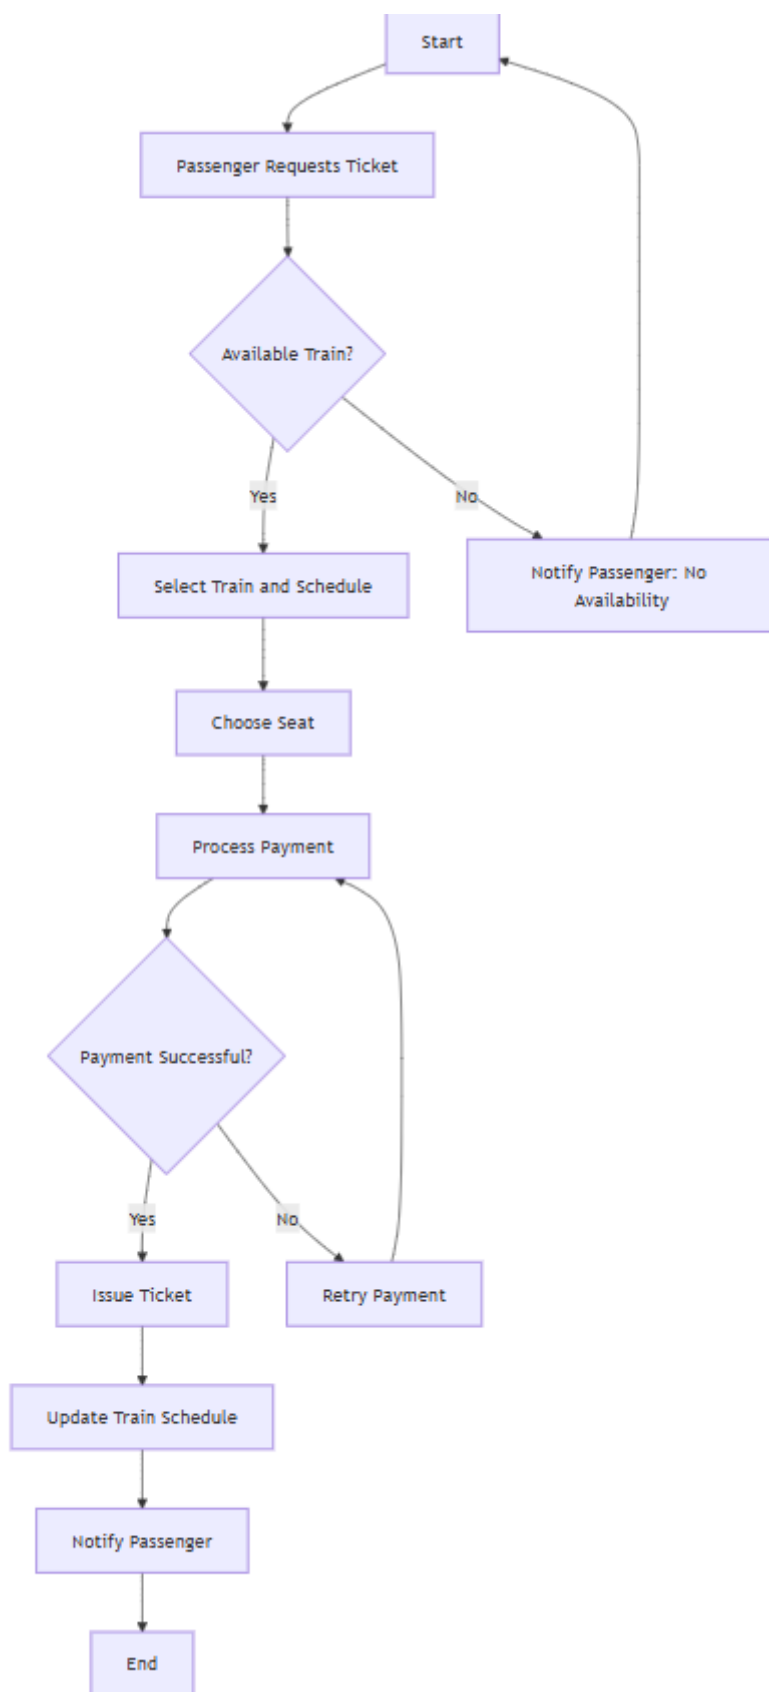 Start
Passenger Requests Ticket
Available Train?
Yes
No
Select Train and Schedule
Notify Passenger: No
Availability
Choose Seat
Process Payment
Payment Successful?
Yes
No
Issue Ticket
Retry Payment
Update Train Schedule
Notify Passenger
End